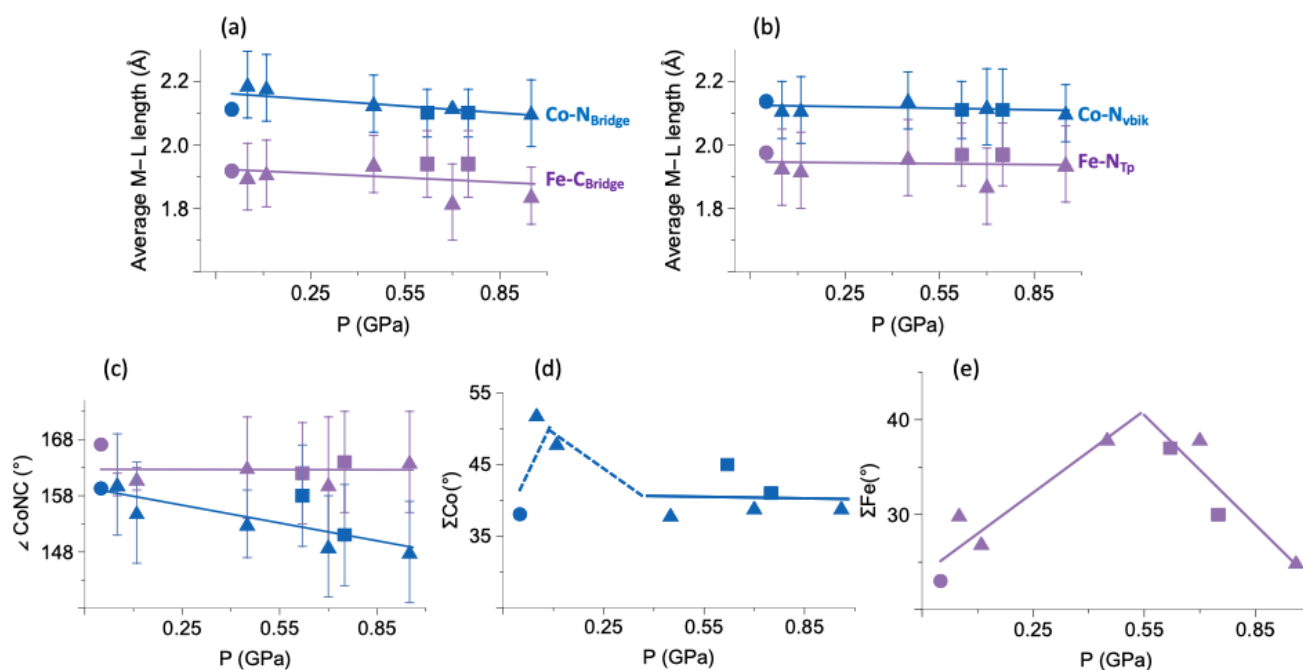 (a)
Average M–L length (Å)
2.2
2.0
1.8
Co-NBridge
Fe-CBridge
0.25 0.55 0.85
P (GPa)
(b)
Average M–L length (Å)
2.2
2.0
1.8
Co-Nvbik
Fe-NTp
0.25 0.55 0.85
P (GPa)
(c)
∠ CoNC (°)
168
158
148
0.25 0.55 0.85
P (GPa)
(d)
ΣCo(°)
55
45
35
0.25 0.55 0.85
P (GPa)
(e)
ΣFe(°)
40
30
0.25 0.55 0.85
P (GPa)